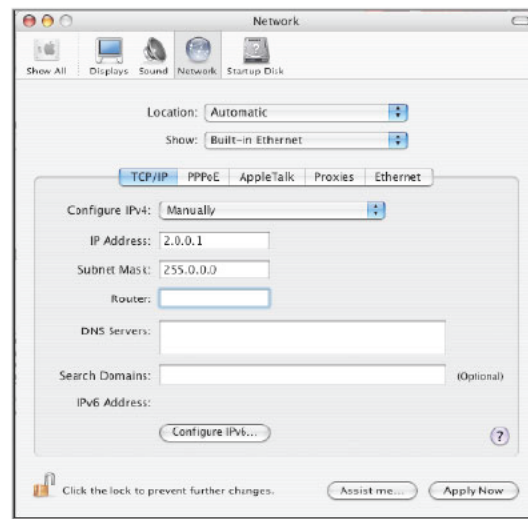 Network
Show All Displays Sound Network Startup Disk
Location: Automatic
Show: Built-in Ethernet
TCP/IP PPPoE AppleTalk Proxies Ethernet
Configure IPv4: Manually
IP Address: 2.0.0.1
Subnet Mask: 255.0.0.0
Router:
DNS Servers:
Search Domains: (Optional)
IPv6 Address:
Configure IPv6...
?
Click the lock to prevent further changes. Assist me... Apply Now